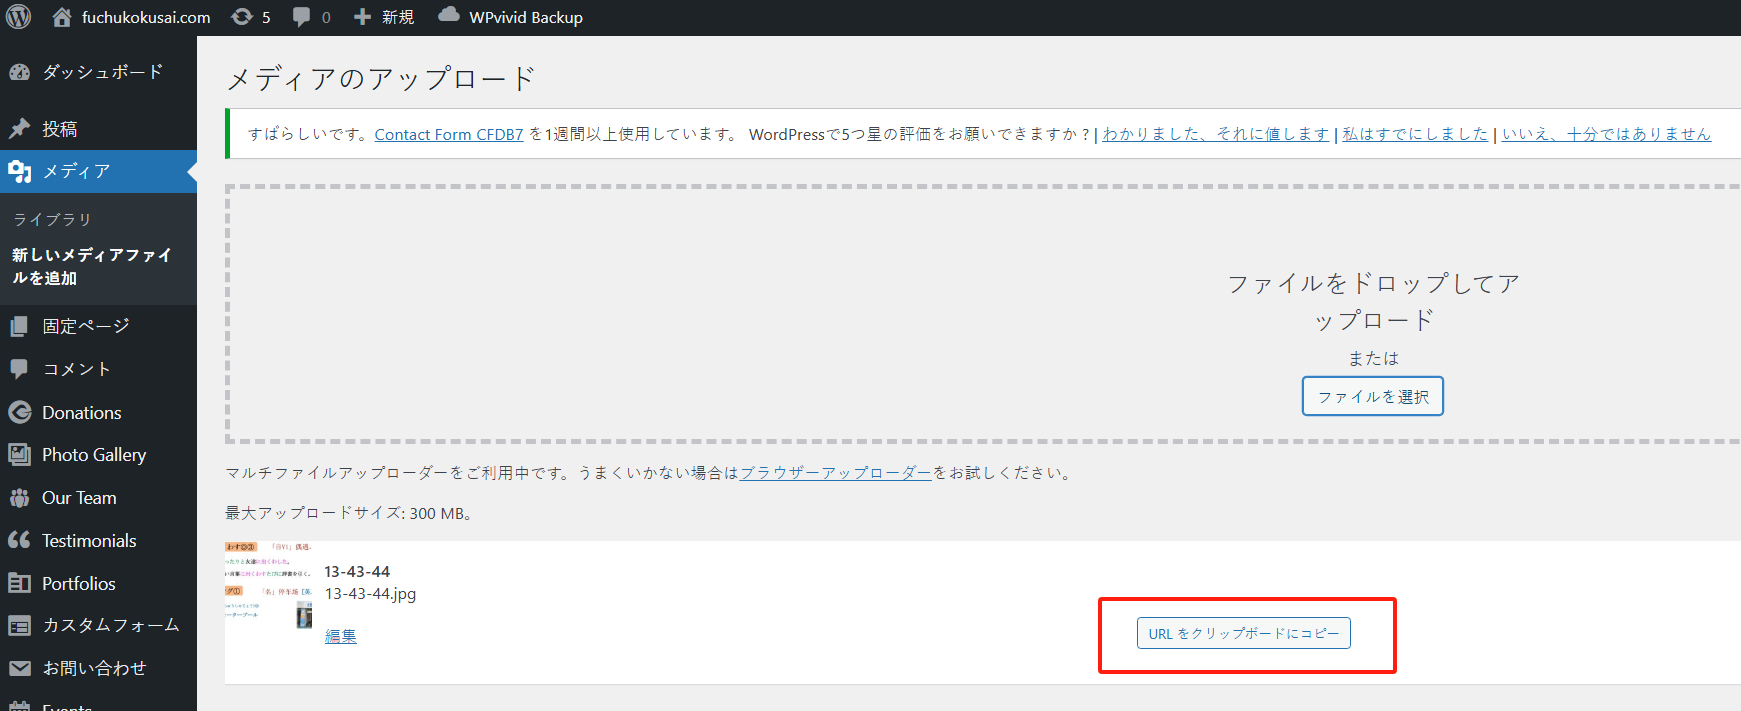 fuchukokusai.com 5 0 新規 WPvivid Backup
ダッシュボード
投稿
メディア
ライブラリ
新しいメディアファイ
ルを追加
固定ページ
コメント
Donations
Photo Gallery
Our Team
Testimonials
Portfolios
カスタムフォーム
お問い合わせ
Events
メディアのアップロード
すばらしいです。Contact Form CFDB7 を1週間以上使用しています。 WordPressで5つ星の評価をお願いできますか ? | わかりました、それに値します | 私はすでにしました | いいえ、十分ではありません
ファイルをドロップしてア
ップロード
または
ファイルを選択
マルチファイルアップローダーをご利用中です。うまくいかない場合はブラウザーアップローダーをお試しください。
最大アップロードサイズ: 300 MB。
13-43-44
13-43-44.jpg
編集
URL をクリップボードにコピー